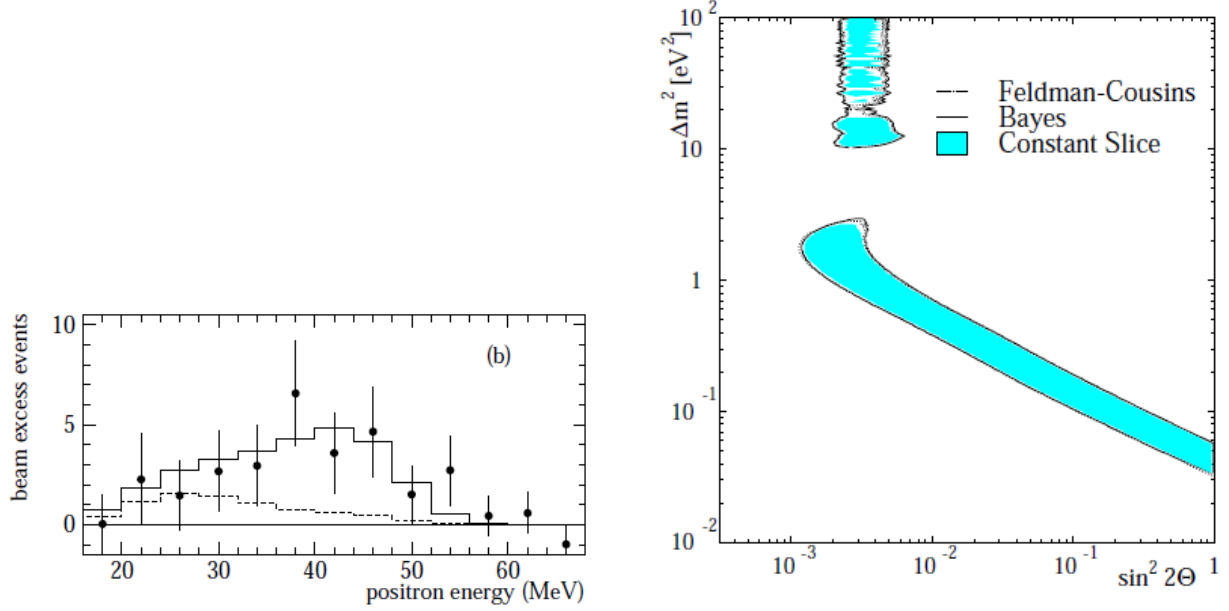 beam excess events
10
5
0
(b)
20 30 40 50 60
positron energy (MeV)
Δm² [eV²]
10²
10
1
10⁻¹
10⁻²
Feldman-Cousins
Bayes
Constant Slice
10⁻³ 10⁻² 10⁻¹ 1
sin² 2Θ